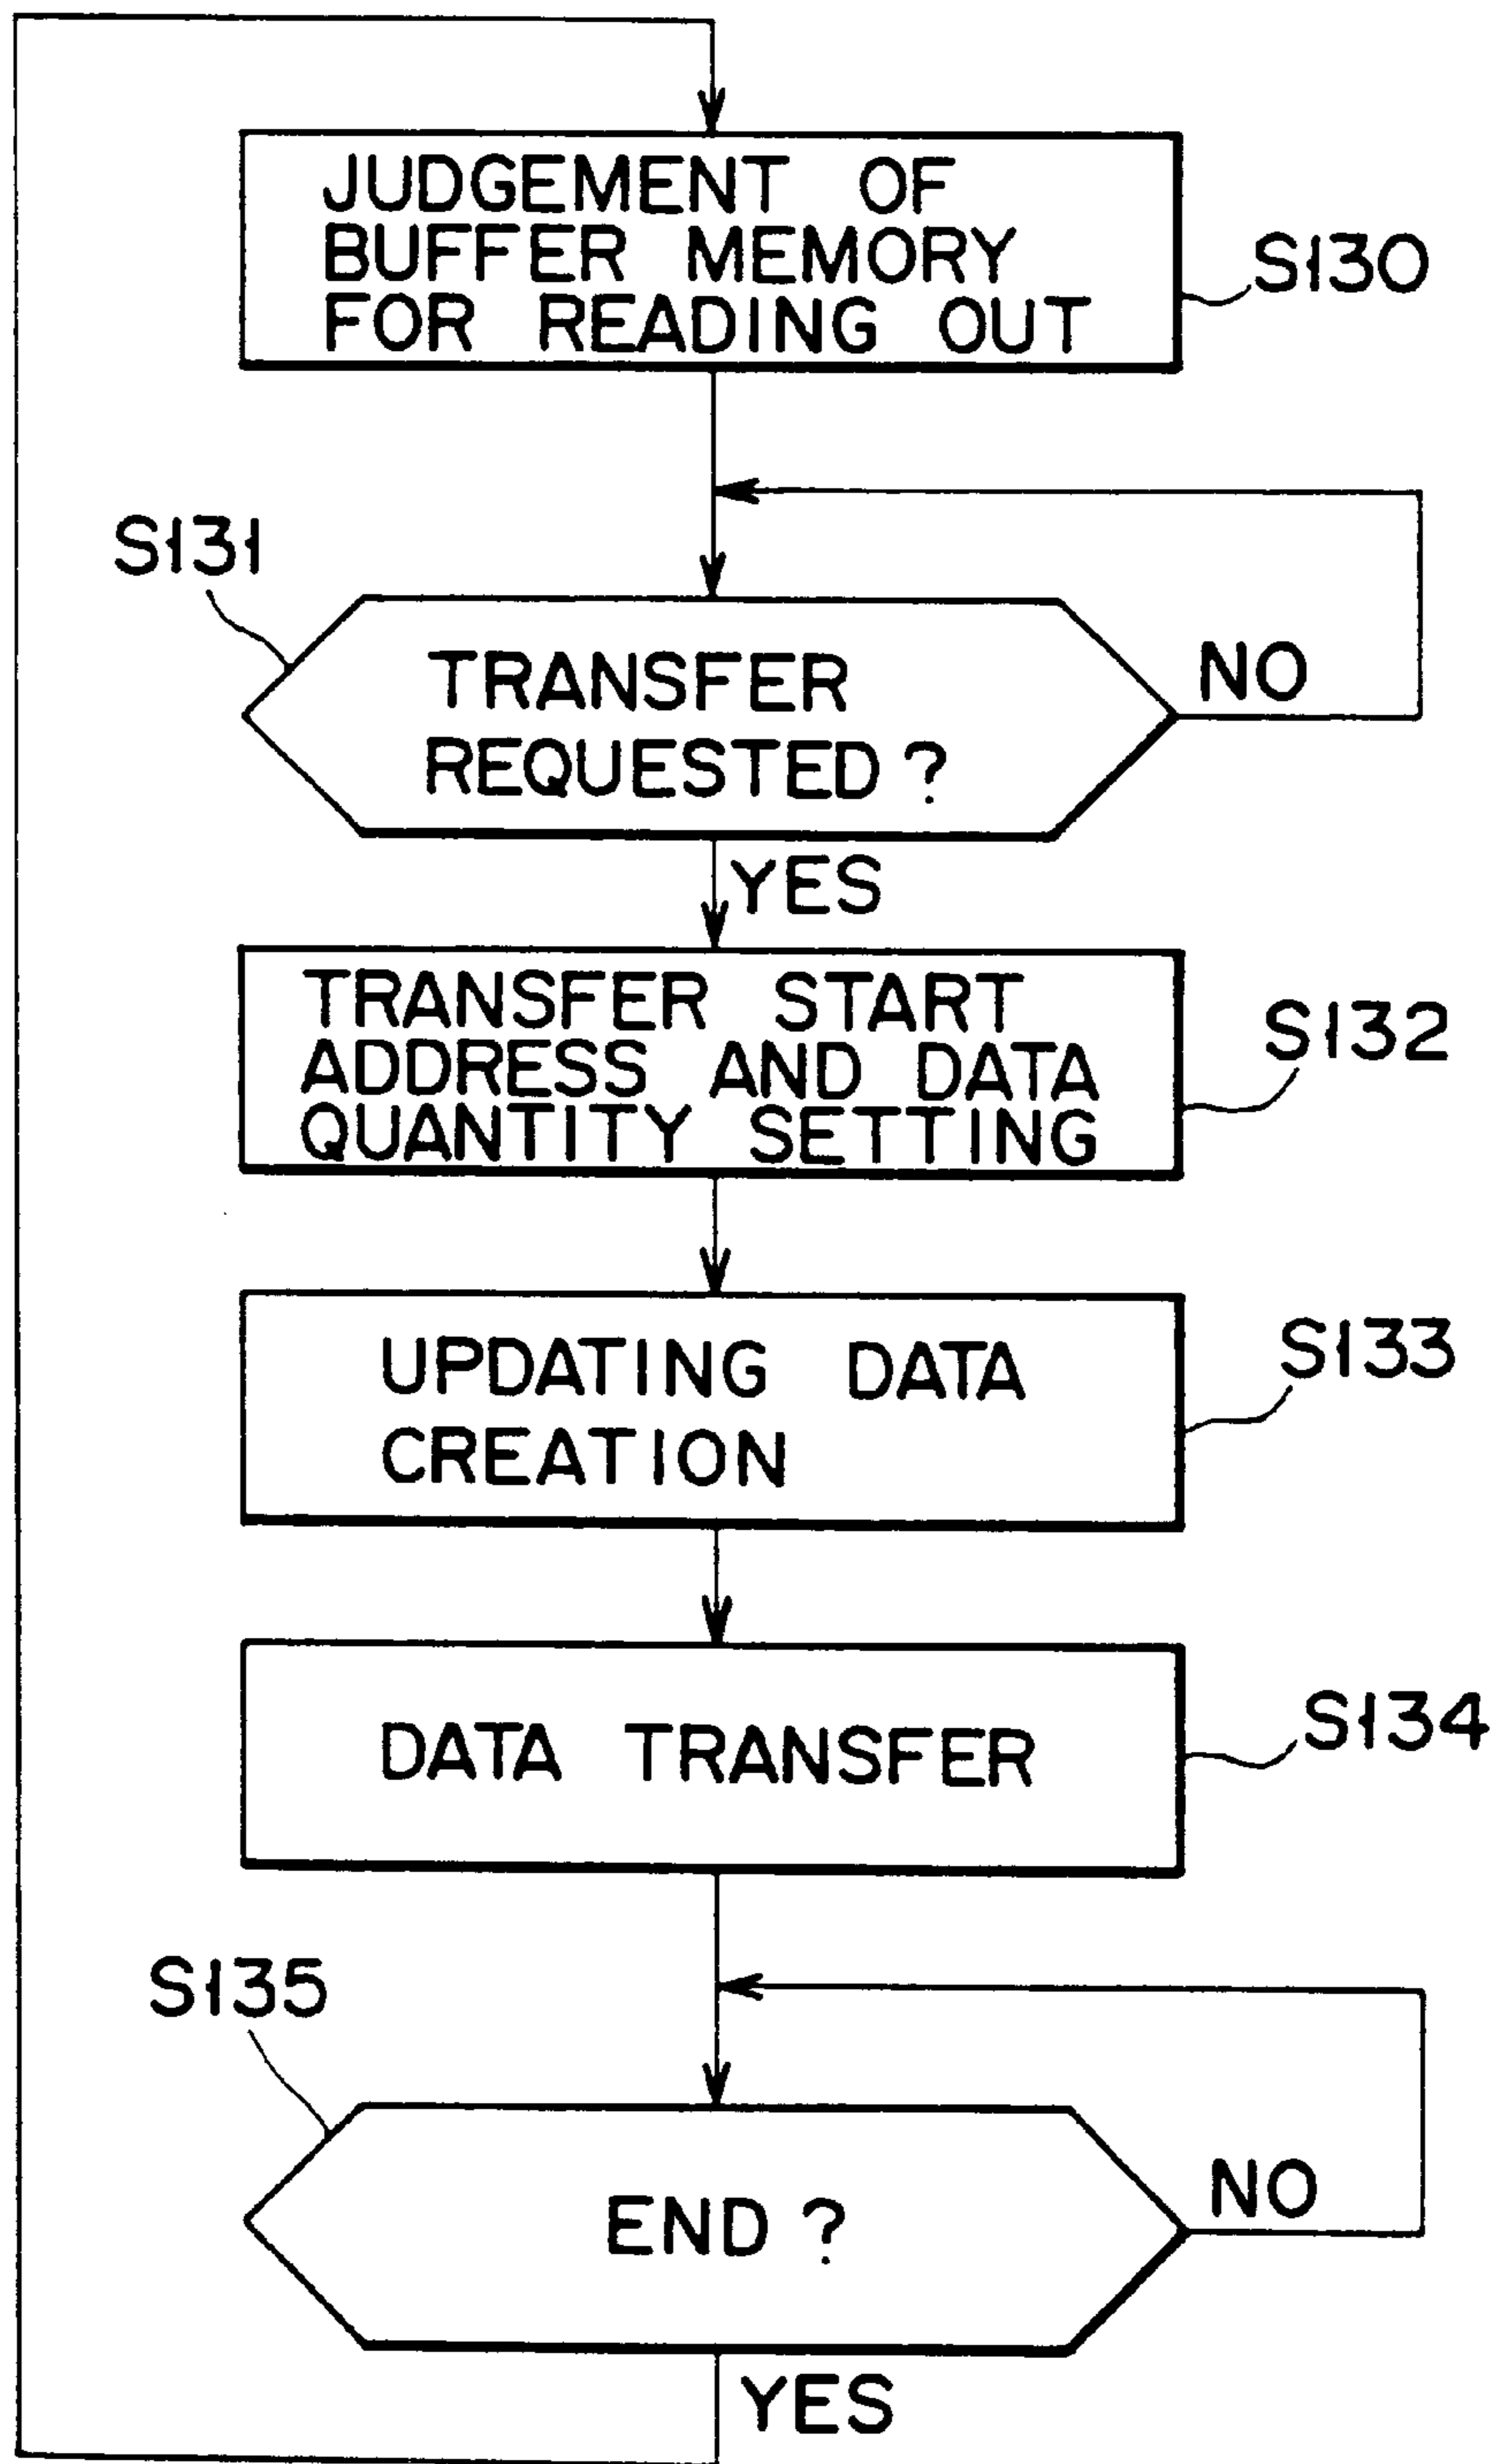 JUDGEMENT OF
BUFFER MEMORY
FOR READING OUT
S130
S131
TRANSFER
REQUESTED?
NO
YES
TRANSFER START
ADDRESS AND DATA
QUANTITY SETTING
S132
UPDATING DATA
CREATION
S133
DATA TRANSFER
S134
S135
END?
NO
YES